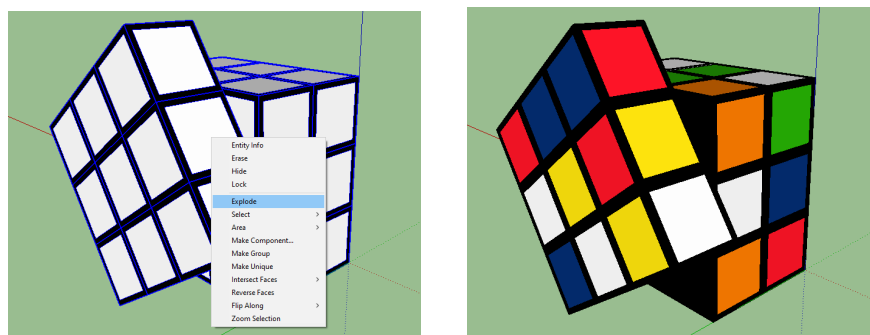 Entity Info
Erase
Hide
Lock
Explode
Select
Area
Make Component...
Make Group
Make Unique
Intersect Faces
Reverse Faces
Flip Along
Zoom Selection